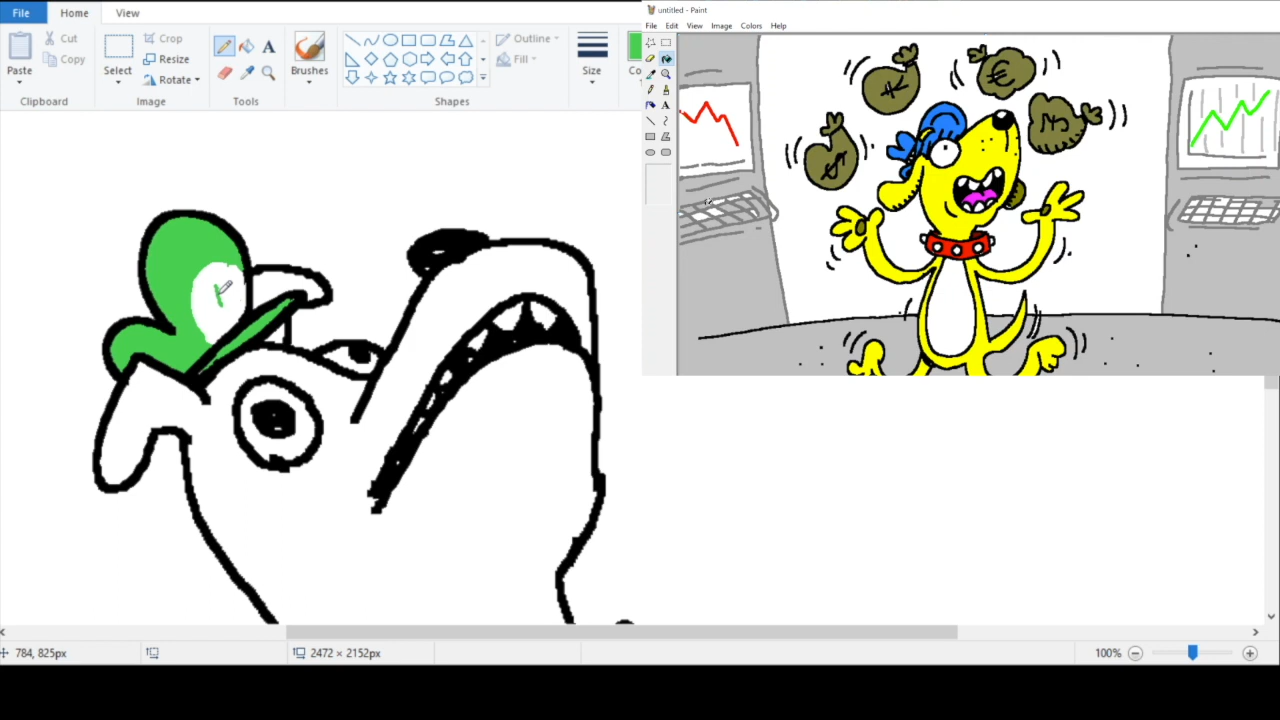 File Home View
Cut
Copy
Paste
Clipboard
Select
Crop
Resize
Rotate
Image
A
Tools
Brushes
Outline
Fill
Shapes
Size
Co
untitled - Paint
File Edit View Image Colors Help
A
€
$
784, 825px
2472 × 2152px
100%